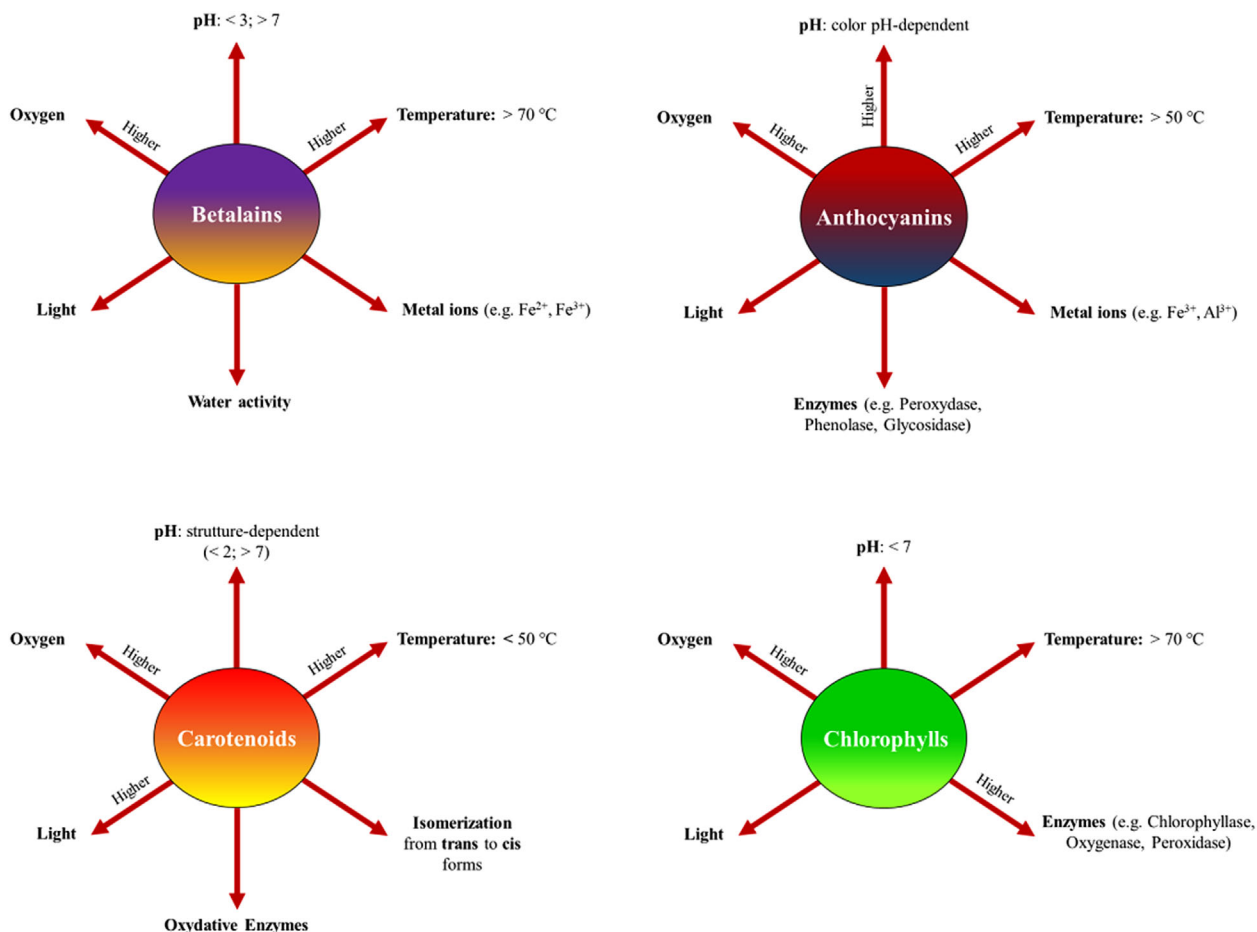 pH: < 3; > 7
Oxygen
Higher
Higher
Temperature: > 70 °C
Betalains
Light
Metal ions (e.g. Fe²⁺, Fe³⁺)
Water activity
pH: color pH-dependent
Oxygen
Higher
Higher
Higher
Temperature: > 50 °C
Anthocyanins
Light
Metal ions (e.g. Fe³⁺, Al³⁺)
Enzymes (e.g. Peroxydase,
Phenolase, Glycosidase)
pH: strutture-dependent
(< 2; > 7)
Oxygen
Higher
Higher
Temperature: < 50 °C
Carotenoids
Higher
Light
Isomerization
from trans to cis
forms
Oxydative Enzymes
pH: < 7
Oxygen
Higher
Temperature: > 70 °C
Chlorophylls
Light
Higher
Enzymes (e.g. Chlorophyllase,
Oxygenase, Peroxidase)